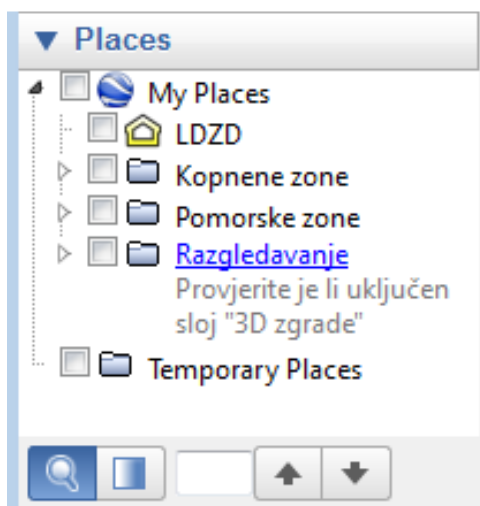 Places
My Places
LDZD
Kopnene zone
Pomorske zone
Razgledavanje
Provjerite je li uključen
sloj "3D zgrade"
Temporary Places